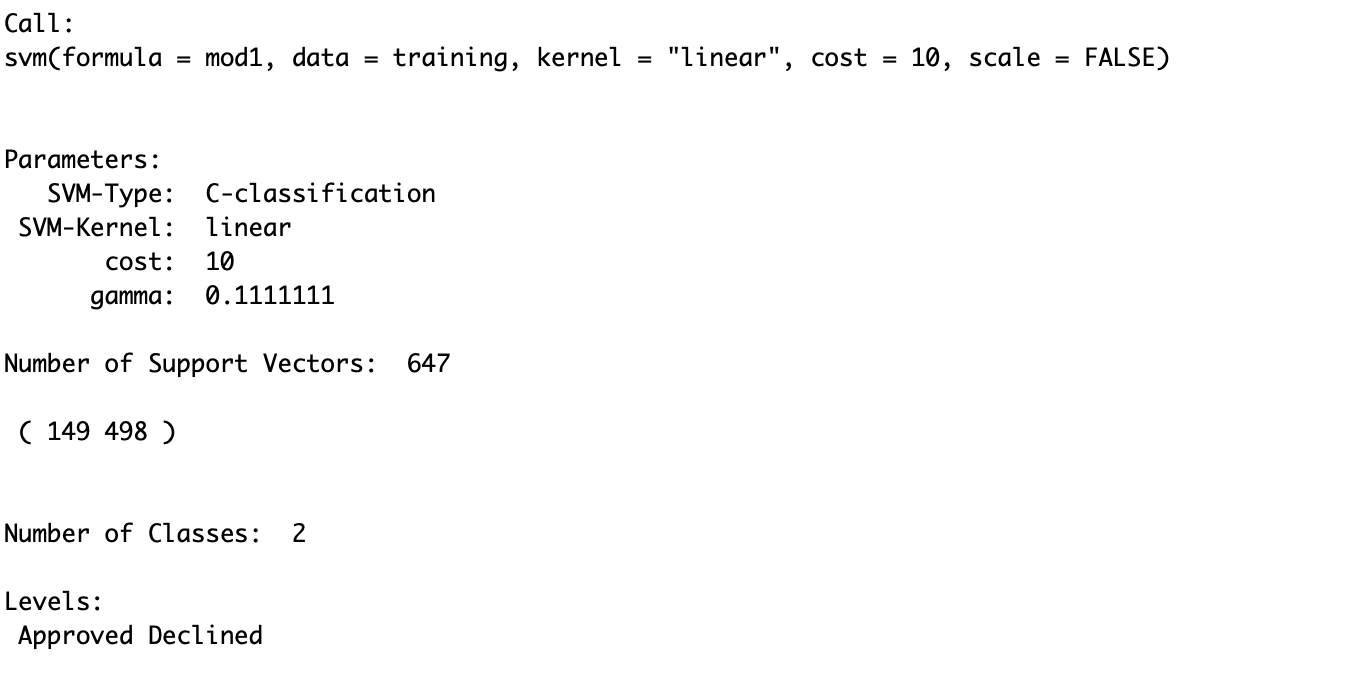 Call:
svm(formula = mod1, data = training, kernel = "linear", cost = 10, scale = FALSE)
Parameters:
SVM-Type: C-classification
SVM-Kernel: linear
cost: 10
gamma: 0.1111111
Number of Support Vectors: 647
( 149 498 )
Number of Classes: 2
Levels:
Approved Declined